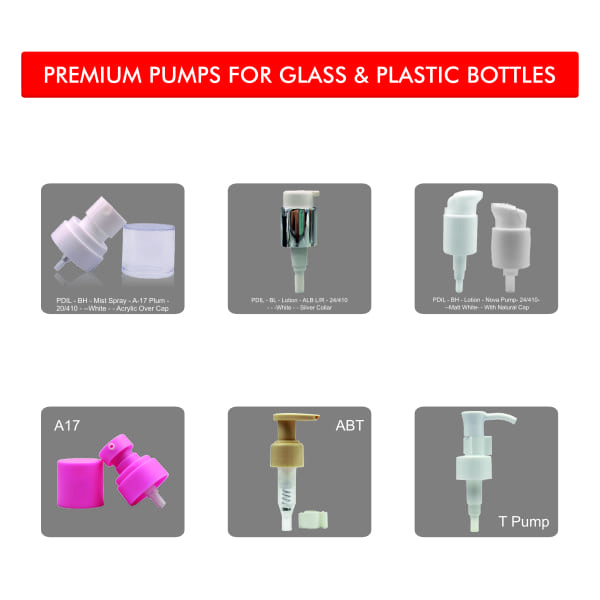 PREMIUM PUMPS FOR GLASS & PLASTIC BOTTLES
PDIL - BH - Mist Spray - A-17 Plum -
20/410 - --White - - Acrylic Over Cap
PDIL - BL - Lotion - ALB L/R - 24/410
- - -White - - Silver Collar
PDIL - BH - Lotion - Nova Pump- 24/410-
--Matt White- - With Natural Cap
A17
ABT
T Pump